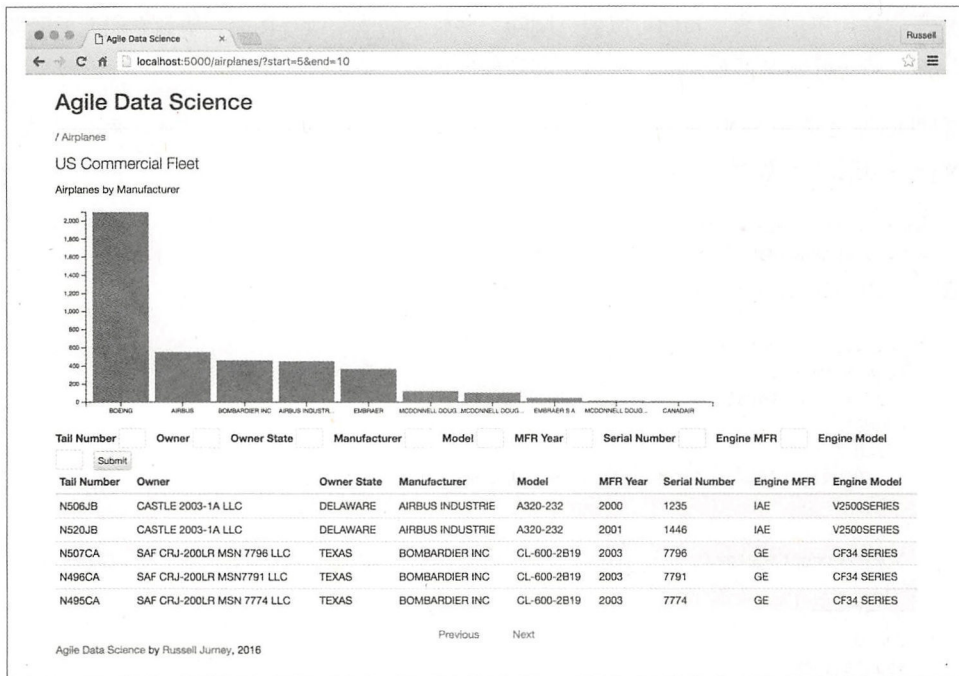 Agile Data Science
Russell
localhost:5000/airplanes/?start=5&end=10
Agile Data Science
/ Airplanes
US Commercial Fleet
Airplanes by Manufacturer
2,000
1,800
1,600
1,400
1,200
1,000
800
600
400
200
0
BOEING AIRBUS BOMBARDIER INC AIRBUS INDUSTR... EMBRAER MCDONNELL DOUG... MCDONNELL DOUG... EMBRAER S A MCDONNELL DOUG... CANADAIR
Tail Number Owner Owner State Manufacturer Model MFR Year Serial Number Engine MFR Engine Model
Submit
Tail Number Owner Owner State Manufacturer Model MFR Year Serial Number Engine MFR Engine Model
N506JB CASTLE 2003-1A LLC DELAWARE AIRBUS INDUSTRIE A320-232 2000 1235 IAE V2500SERIES
N520JB CASTLE 2003-1A LLC DELAWARE AIRBUS INDUSTRIE A320-232 2001 1446 IAE V2500SERIES
N507CA SAF CRJ-200LR MSN 7796 LLC TEXAS BOMBARDIER INC CL-600-2B19 2003 7796 GE CF34 SERIES
N496CA SAF CRJ-200LR MSN7791 LLC TEXAS BOMBARDIER INC CL-600-2B19 2003 7791 GE CF34 SERIES
N495CA SAF CRJ-200LR MSN 7774 LLC TEXAS BOMBARDIER INC CL-600-2B19 2003 7774 GE CF34 SERIES
Previous Next
Agile Data Science by Russell Jurney, 2016